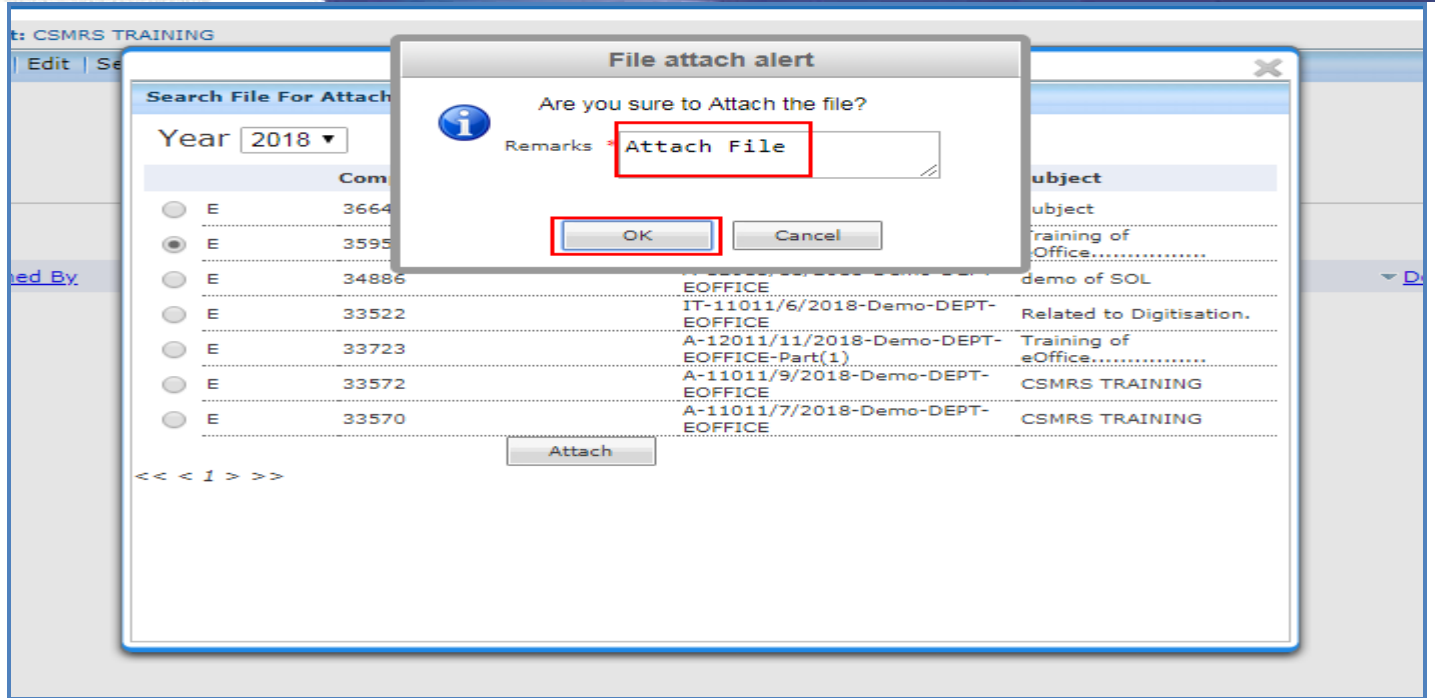 t: CSMRS TRAINING
| Edit | Se
File attach alert
Search File For Attach
Are you sure to Attach the file?
Year 2018
Remarks * Attach File
OK Cancel
Com ubject
E 3664 ubject
E 3595 raining of
Office................
ned By
E 34886 demo of SOL
EOFFICE
D
E 33522 IT-11011/6/2018-Demo-DEPT-
EOFFICE Related to Digitisation.
E 33723 A-12011/11/2018-Demo-DEPT- Training of
EOFFICE-Part(1) eOffice................
E 33572 A-11011/9/2018-Demo-DEPT-
EOFFICE CSMRS TRAINING
E 33570 A-11011/7/2018-Demo-DEPT-
EOFFICE CSMRS TRAINING
Attach
<< < 1 > >>